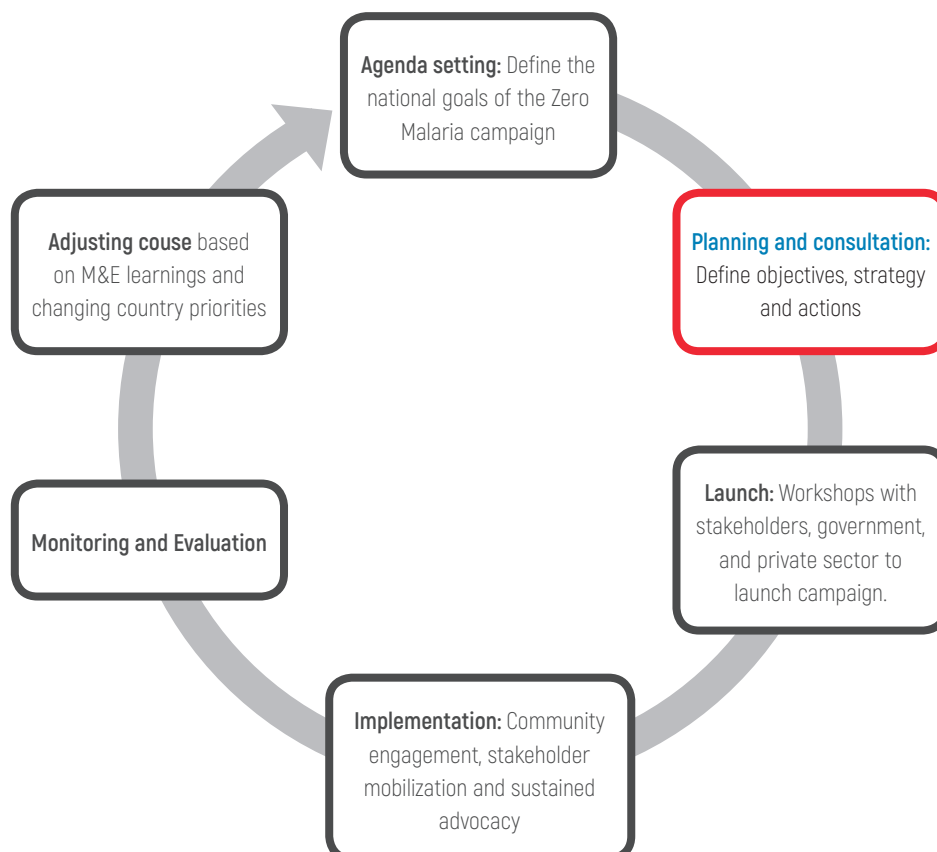 Agenda setting: Define the
national goals of the Zero
Malaria campaign
Planning and consultation:
Define objectives, strategy
and actions
Launch: Workshops with
stakeholders, government,
and private sector to
launch campaign.
Implementation: Community
engagement, stakeholder
mobilization and sustained
advocacy
Monitoring and Evaluation
Adjusting couse based
on M&E learnings and
changing country priorities